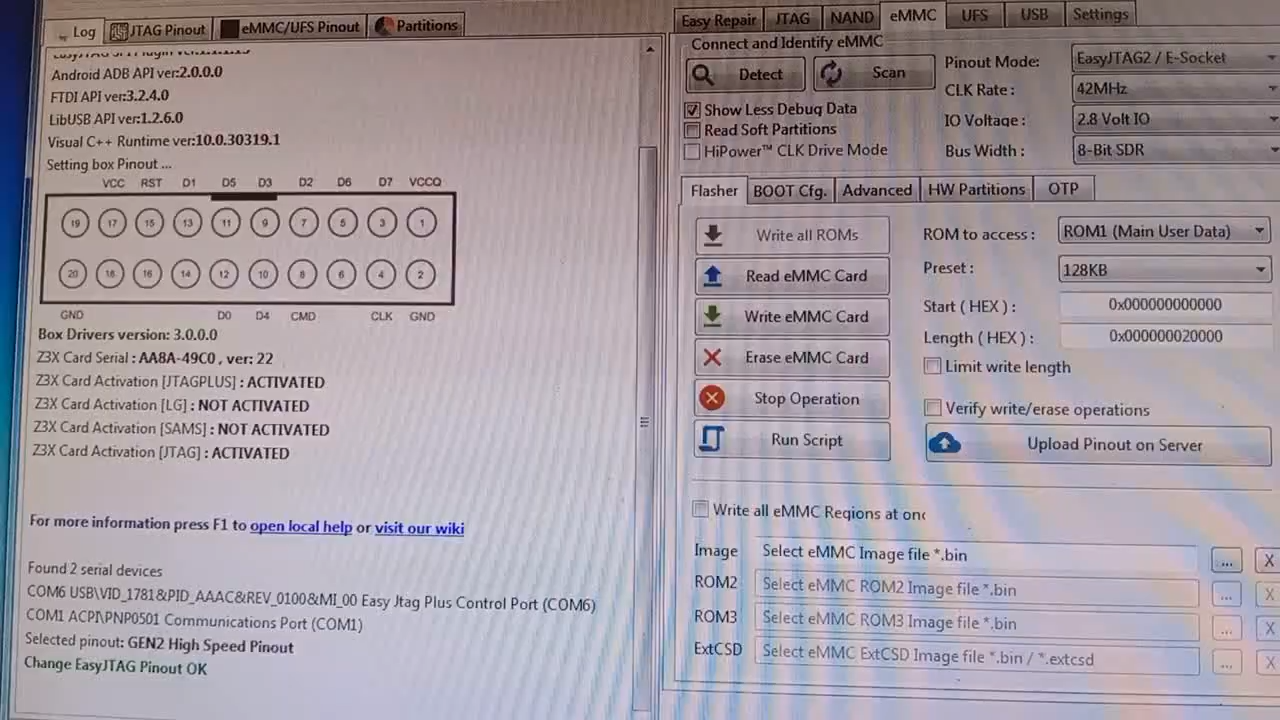 Log
JTAG Pinout
eMMC/UFS Pinout
Partitions
Android ADB API ver:2.0.0.0
FTDI API ver:3.2.4.0
LibUSB API ver:1.2.6.0
Visual C++ Runtime ver:10.0.30319.1
Setting box Pinout ...
VCC RST D1 D5 D3 D2 D6 D7 VCCQ
19 17 15 13 11 9 7 5 3 1
20 18 16 14 12 10 8 6 4 2
GND D0 D4 CMD CLK GND
Box Drivers version: 3.0.0.0
Z3X Card Serial : AA8A-49C0 , ver: 22
Z3X Card Activation [JTAGPLUS] : ACTIVATED
Z3X Card Activation [LG] : NOT ACTIVATED
Z3X Card Activation [SAMS] : NOT ACTIVATED
Z3X Card Activation [JTAG] : ACTIVATED
For more information press F1 to open local help or visit our wiki
Found 2 serial devices
COM6 USB\VID_1781&PID_AAAC&REV_0100&MI_00 Easy Jtag Plus Control Port (COM6)
COM1 ACPI\PNP0501 Communications Port (COM1)
Selected pinout: GEN2 High Speed Pinout
Change EasyJTAG Pinout OK
Easy Repair
JTAG
NAND
eMMC
UFS
USB
Settings
Connect and Identify eMMC
Detect
Scan
Show Less Debug Data
Read Soft Partitions
HiPower™ CLK Drive Mode
Pinout Mode: EasyJTAG2 / E-Socket
CLK Rate : 42MHz
IO Voltage : 2.8 Volt IO
Bus Width : 8-Bit SDR
Flasher
BOOT Cfg.
Advanced
HW Partitions
OTP
Write all ROMs
Read eMMC Card
Write eMMC Card
Erase eMMC Card
Stop Operation
Run Script
ROM to access : ROM1 (Main User Data)
Preset : 128KB
Start ( HEX ) : 0x000000000000
Length ( HEX ) : 0x000000020000
Limit write length
Verify write/erase operations
Upload Pinout on Server
Write all eMMC Regions at onc
Image Select eMMC Image file *.bin ... X
ROM2 Select eMMC ROM2 Image file *.bin ... X
ROM3 Select eMMC ROM3 Image file *.bin ... X
ExtCSD Select eMMC ExtCSD Image file *.bin / *.extcsd ... X